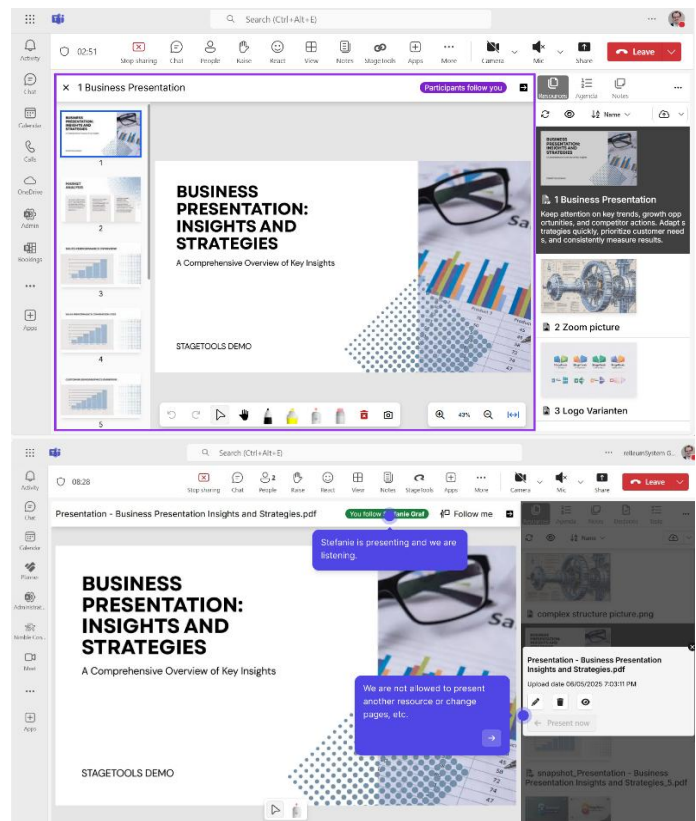 Search (Ctrl+Alt+E)
Activity
Chat
Calendar
Calls
OneDrive
Admin
Bookings
Apps
02:51
Stop sharing
Chat
People
Raise
React
View
Notes
StageTools
Apps
More
Camera
Mic
Share
Leave
1 Business Presentation
Participants follow you
BUSINESS
PRESENTATION:
INSIGHTS AND
STRATEGIES
1
2
3
4
5
BUSINESS
PRESENTATION:
INSIGHTS AND
STRATEGIES
A Comprehensive Overview of Key Insights
STAGETOOLS DEMO
43%
Resources
Agenda
Notes
Name
1 Business Presentation
Keep attention on key trends, growth opp
ortunities, and competitor actions. Adapt s
trategies quickly, prioritize customer need
s, and consistently measure results.
2 Zoom picture
3 Logo Varianten
Search (Ctrl+Alt+E)
Activity
Chat
Calendar
Planner
Meet
Apps
08:28
Stop sharing
Chat
People
2
Raise
React
View
Notes
StageTools
Apps
More
Camera
Mic
Share
Leave
Presentation - Business Presentation Insights and Strategies.pdf
Follow me
Stefanie is presenting and we are
listening.
BUSINESS
PRESENTATION:
INSIGHTS AND
STRATEGIES
A Comprehensive Overview of Key Insights
We are not allowed to present
another resource or change
pages, etc.
STAGETOOLS DEMO
complex structure picture.png
Presentation - Business Presentation
Insights and Strategies.pdf
Upload date 06/05/2025 7:03:11 PM
Present now
snapshot_Presentation - Business
Presentation Insights and Strategies_5.pdf